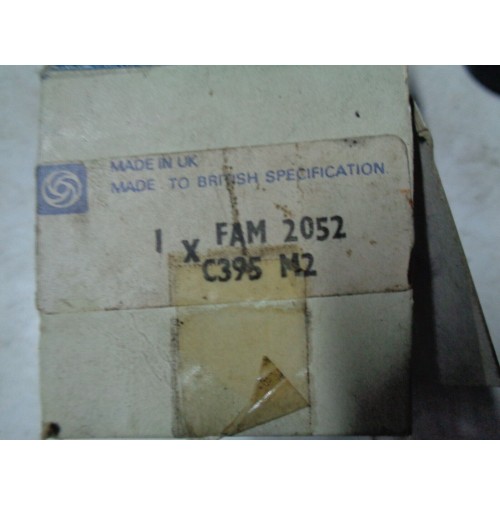 MADE IN UK
MADE TO BRITISH SPECIFICATION
1 X FAM 2052
C395 M2